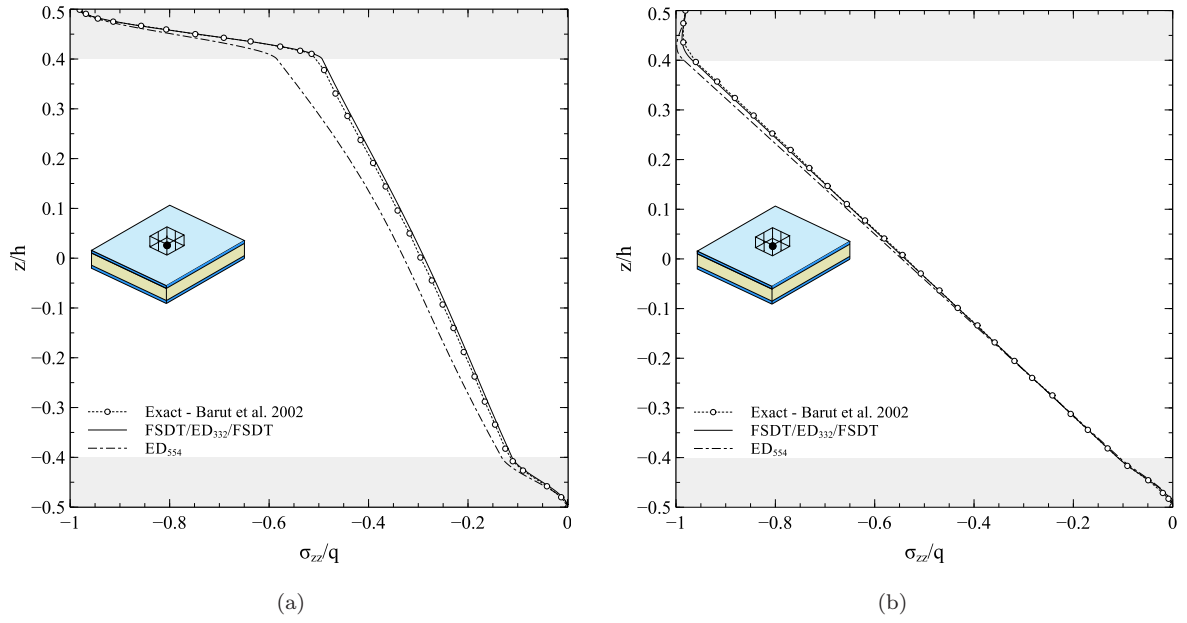 0.5
0.4
0.3
0.2
0.1
0
−0.1
−0.2
−0.3
−0.4
−0.5
z/h
Exact - Barut et al. 2002
FSDT/ED₃₃₂/FSDT
ED₅₅₄
−1 −0.8 −0.6 −0.4 −0.2 0
σ_zz/q
(a)
0.5
0.4
0.3
0.2
0.1
0
−0.1
−0.2
−0.3
−0.4
−0.5
z/h
Exact - Barut et al. 2002
FSDT/ED₃₃₂/FSDT
ED₅₅₄
−1 −0.8 −0.6 −0.4 −0.2 0
σ_zz/q
(b)